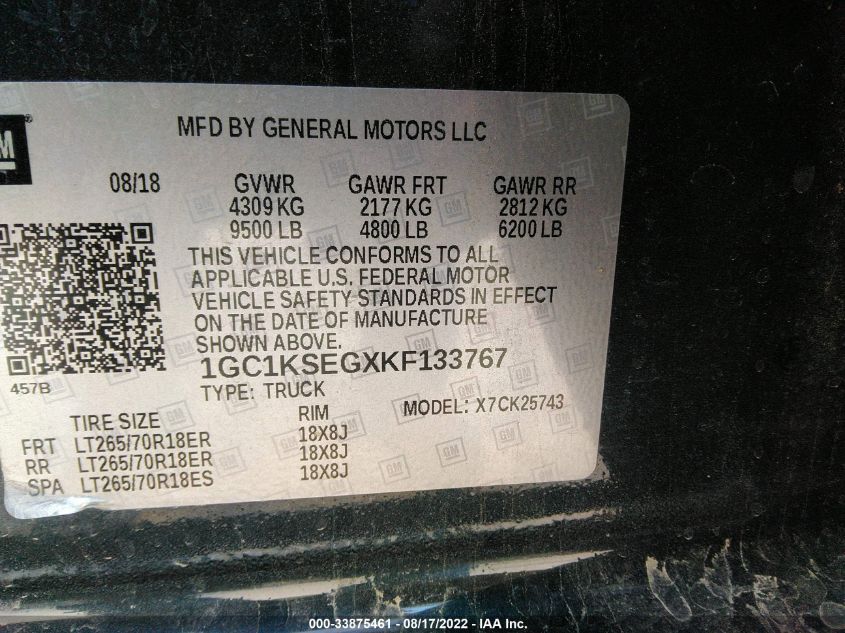 MFD BY GENERAL MOTORS LLC
08/18 GVWR GAWR FRT GAWR RR
4309 KG 2177 KG 2812 KG
9500 LB 4800 LB 6200 LB
THIS VEHICLE CONFORMS TO ALL
APPLICABLE U.S. FEDERAL MOTOR
VEHICLE SAFETY STANDARDS IN EFFECT
ON THE DATE OF MANUFACTURE
SHOWN ABOVE.
1GC1KSEGXKF133767
457B
TYPE: TRUCK
MODEL: X7CK25743
TIRE SIZE RIM
FRT LT265/70R18ER 18X8J
RR LT265/70R18ER 18X8J
SPA LT265/70R18ES 18X8J
000-33875461 - 08/17/2022 - IAA Inc.